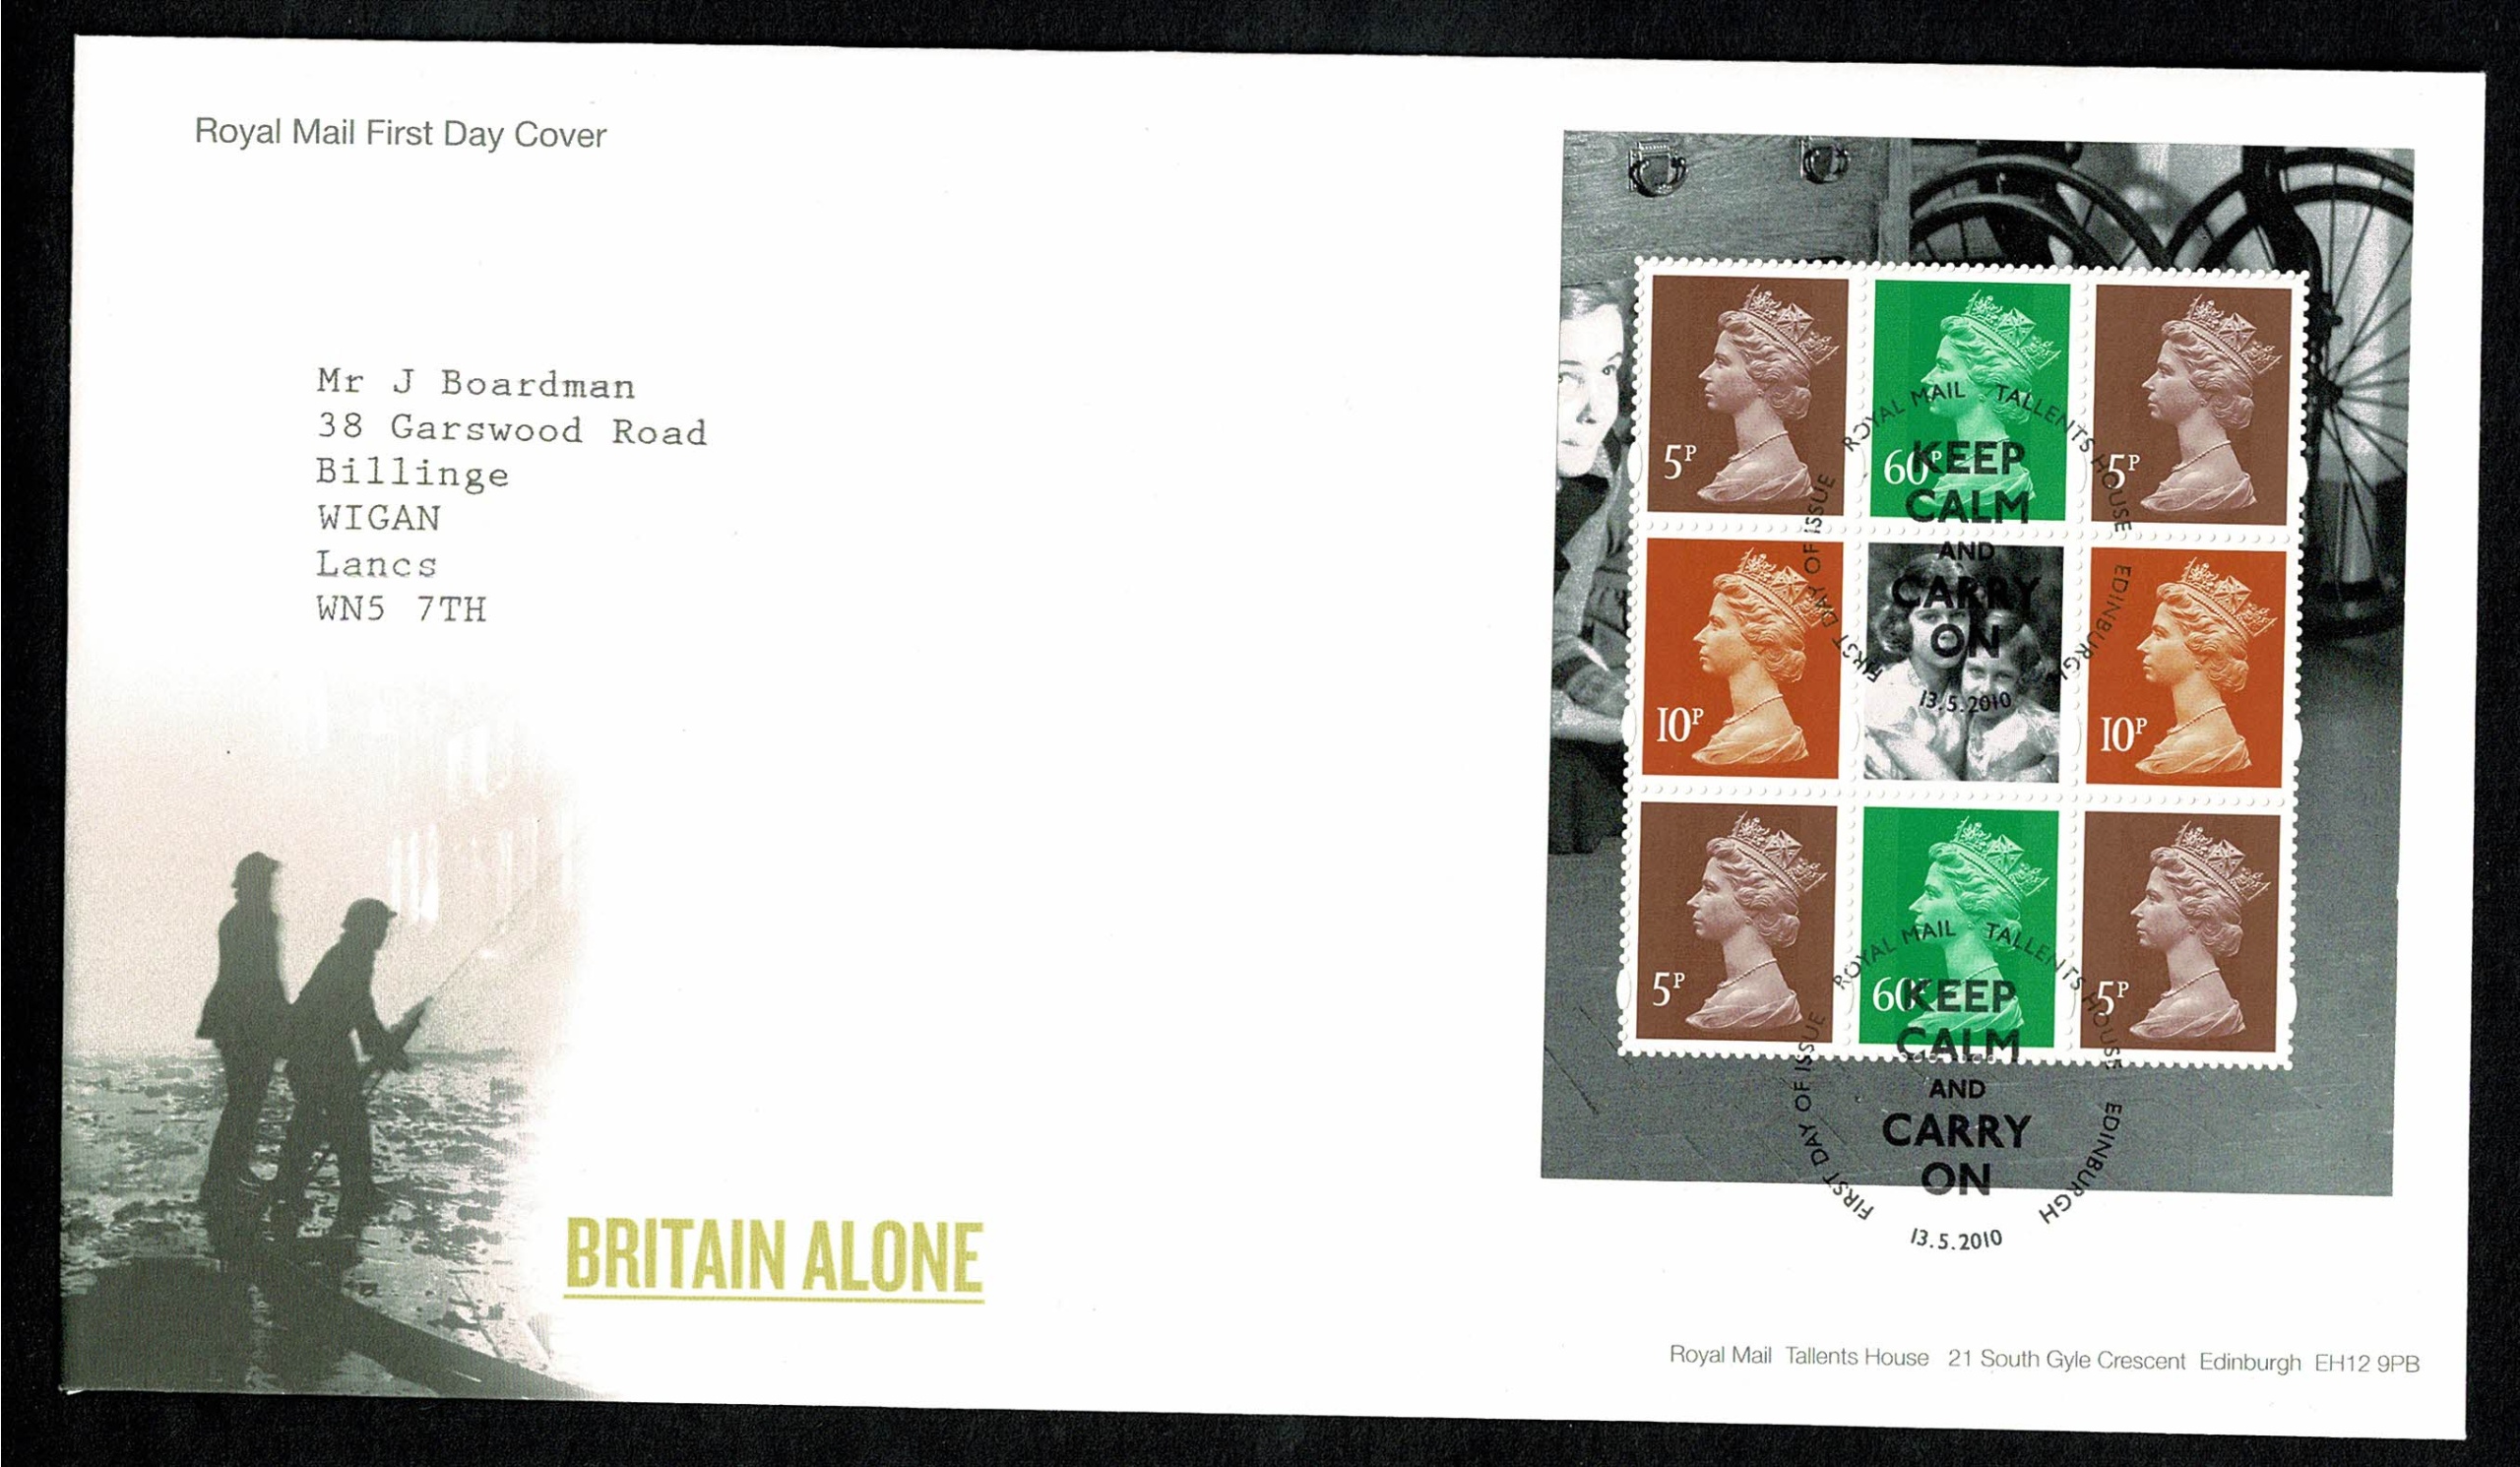 Royal Mail First Day Cover
Mr J Boardman
38 Garswood Road
Billinge
WIGAN
Lancs
WN5 7TH
BRITAIN ALONE
5P
60P
5P
10P
10P
5P
60P
5P
FIRST DAY OF ISSUE ROYAL MAIL TALLENTS HOUSE EDINBURGH
KEEP
CALM
AND
CARRY
ON
13.5.2010
FIRST DAY OF ISSUE ROYAL MAIL TALLENTS HOUSE EDINBURGH
KEEP
CALM
AND
CARRY
ON
13.5.2010
Royal Mail Tallents House 21 South Gyle Crescent Edinburgh EH12 9PB